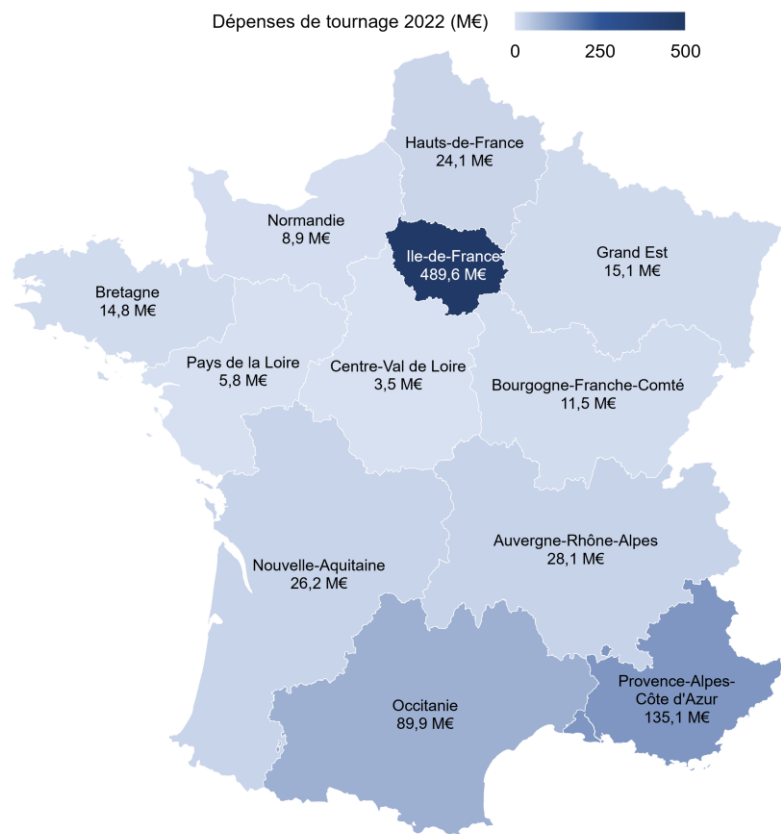 Dépenses de tournage 2022 (M€)
0 250 500
Hauts-de-France
24,1 M€
Normandie
8,9 M€
Ile-de-France
489,6 M€
Grand Est
15,1 M€
Bretagne
14,8 M€
Pays de la Loire
5,8 M€
Centre-Val de Loire
3,5 M€
Bourgogne-Franche-Comté
11,5 M€
Auvergne-Rhône-Alpes
28,1 M€
Nouvelle-Aquitaine
26,2 M€
Occitanie
89,9 M€
Provence-Alpes-
Côte d'Azur
135,1 M€